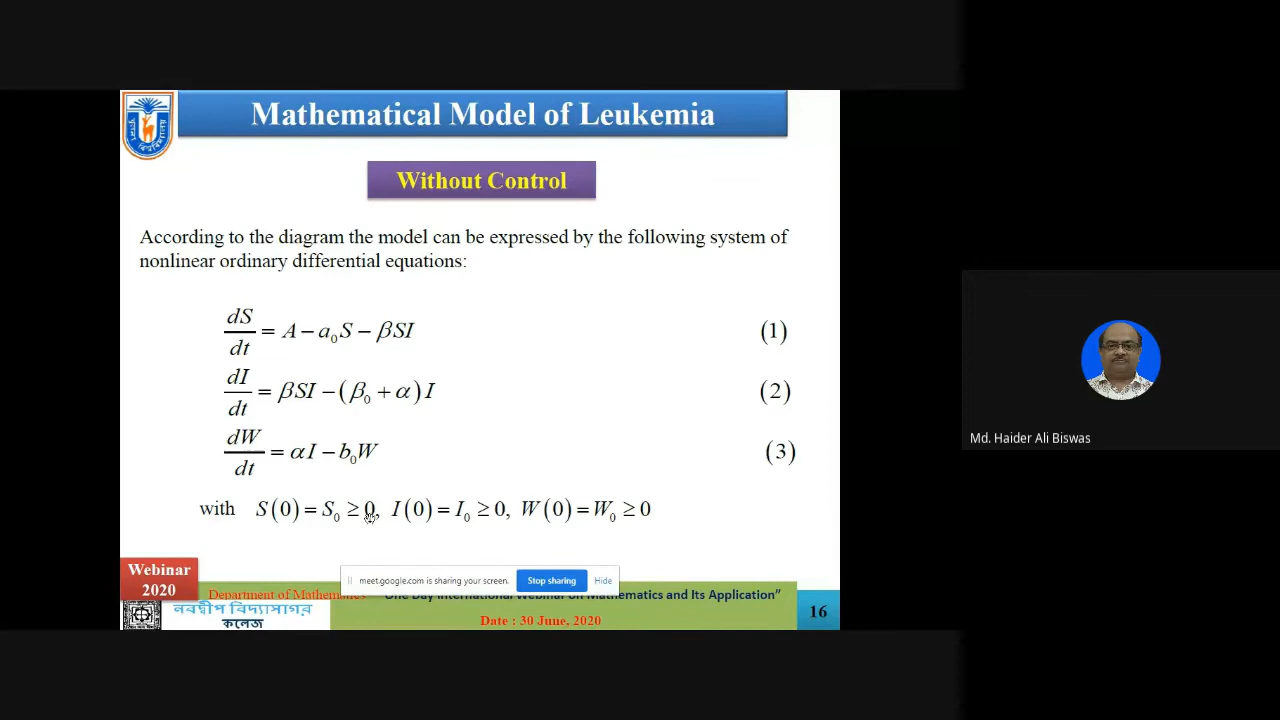 Mathematical Model of Leukemia
Without Control
According to the diagram the model can be expressed by the following system of
nonlinear ordinary differential equations:
dS/dt = A − a₀S − βSI (1)
dI/dt = βSI − (β₀ + α) I (2)
dW/dt = αI − b₀W (3)
with S(0) = S₀ ≥ 0, I(0) = I₀ ≥ 0, W(0) = W₀ ≥ 0
Md. Haider Ali Biswas
meet.google.com is sharing your screen. Stop sharing Hide
Webinar
2020
Department of Mathematics
One Day International Webinar on Mathematics and Its Application”
নবদ্বীপ বিদ্যাসাগর
কলেজ
Date : 30 June, 2020
16